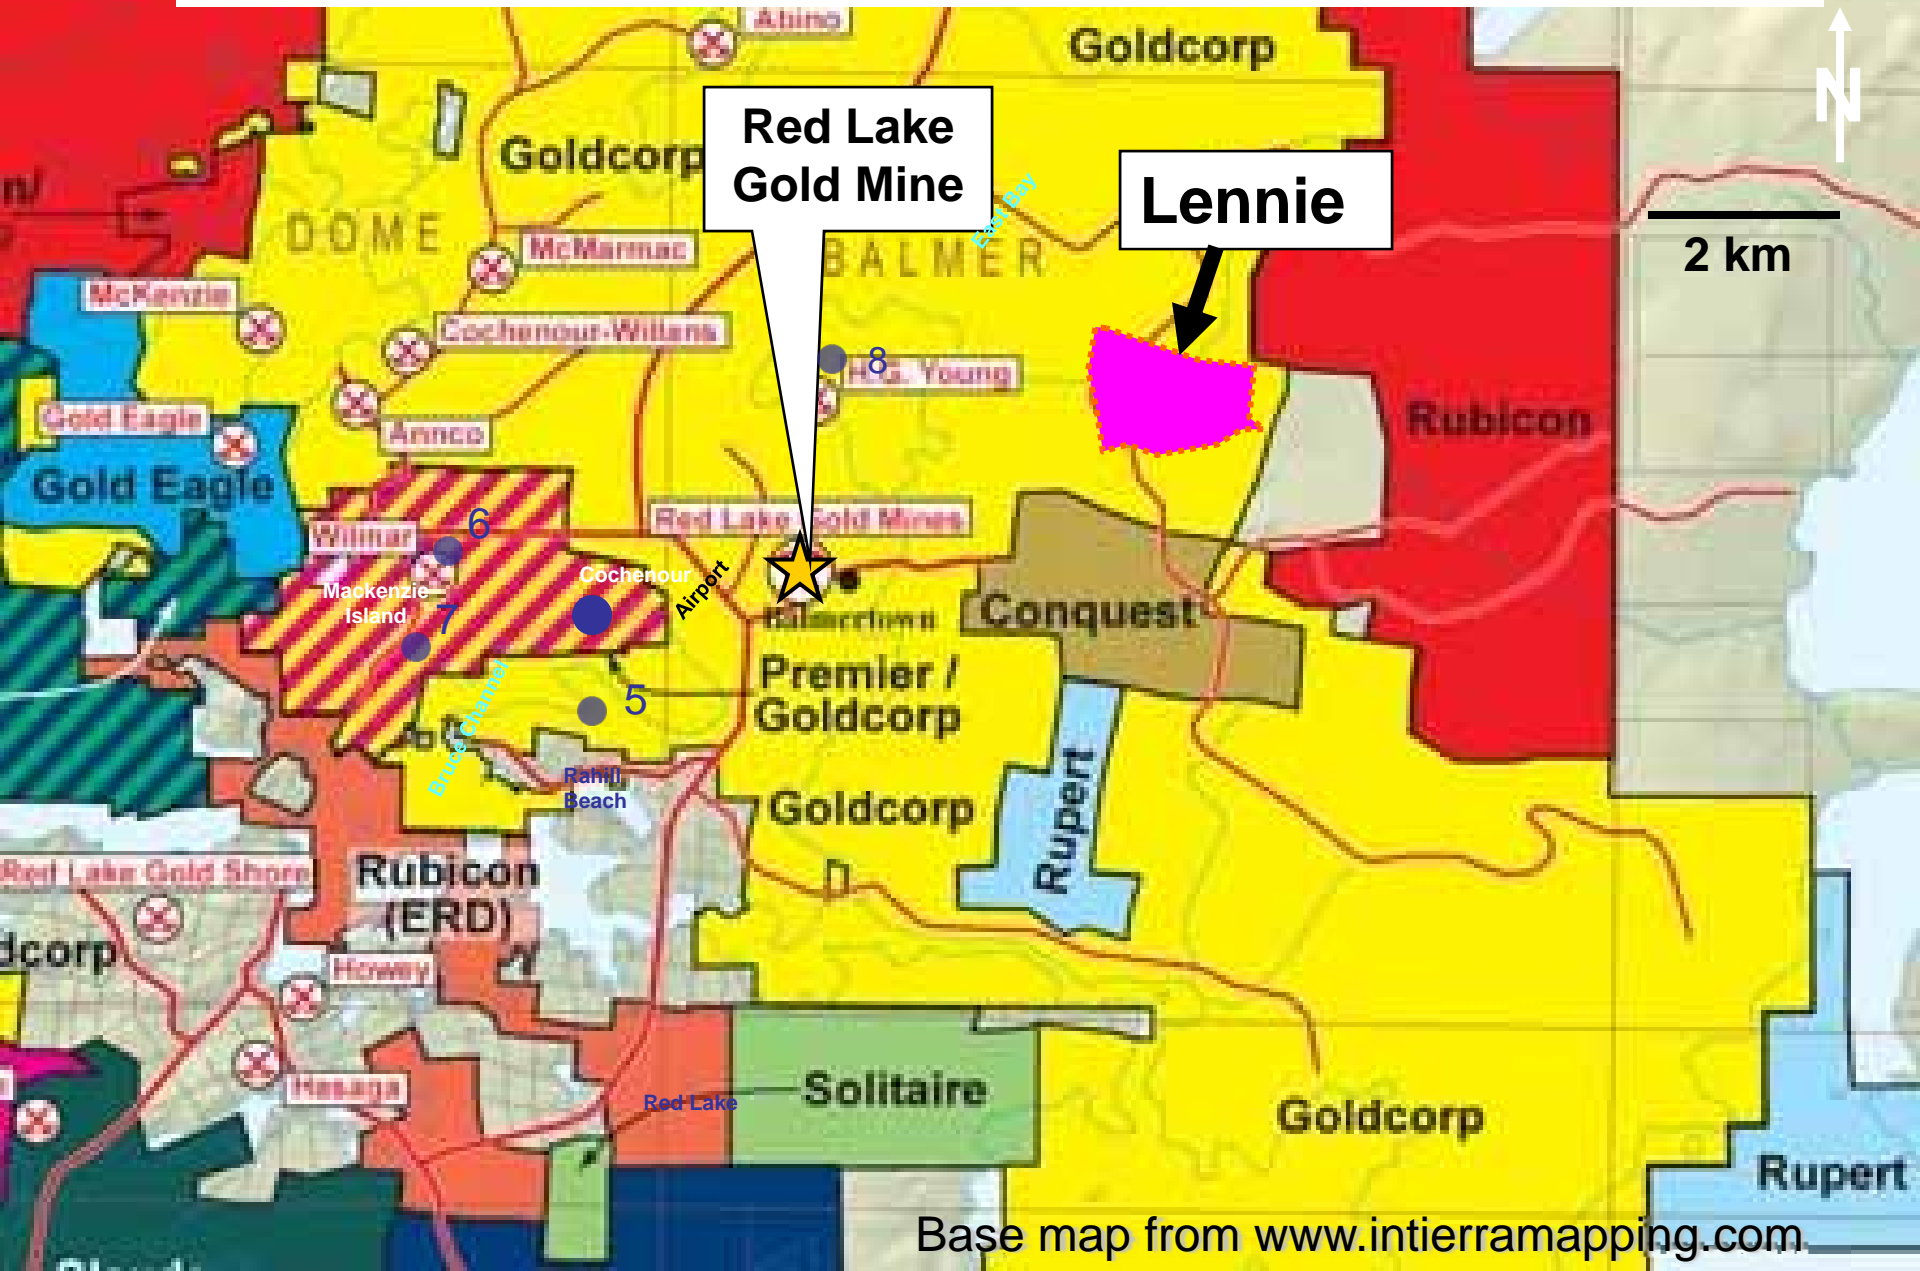 Abino
Goldcorp
N
Red Lake
Gold Mine
Goldcorp
East Bay
Lennie
n/
DOME
McMarmac
BALMER
2 km
McKenzie
Cochenour-Willans
8
H.G. Young
Gold Eagle
Annco
Rubicon
Gold Eagle
Red Lake Gold Mines
6
Wilmar
Cochenour
Airport
Mackenzie
Island
7
Balmertown
Conquest
Premier /
Goldcorp
5
Bruce Channel
Rahill
Beach
Goldcorp
Rupert
Red Lake Gold Shore
Rubicon
(ERD)
dcorp
Howey
Hasaga
Red Lake
Solitaire
Goldcorp
Rupert
Base map from www.intierramapping.com